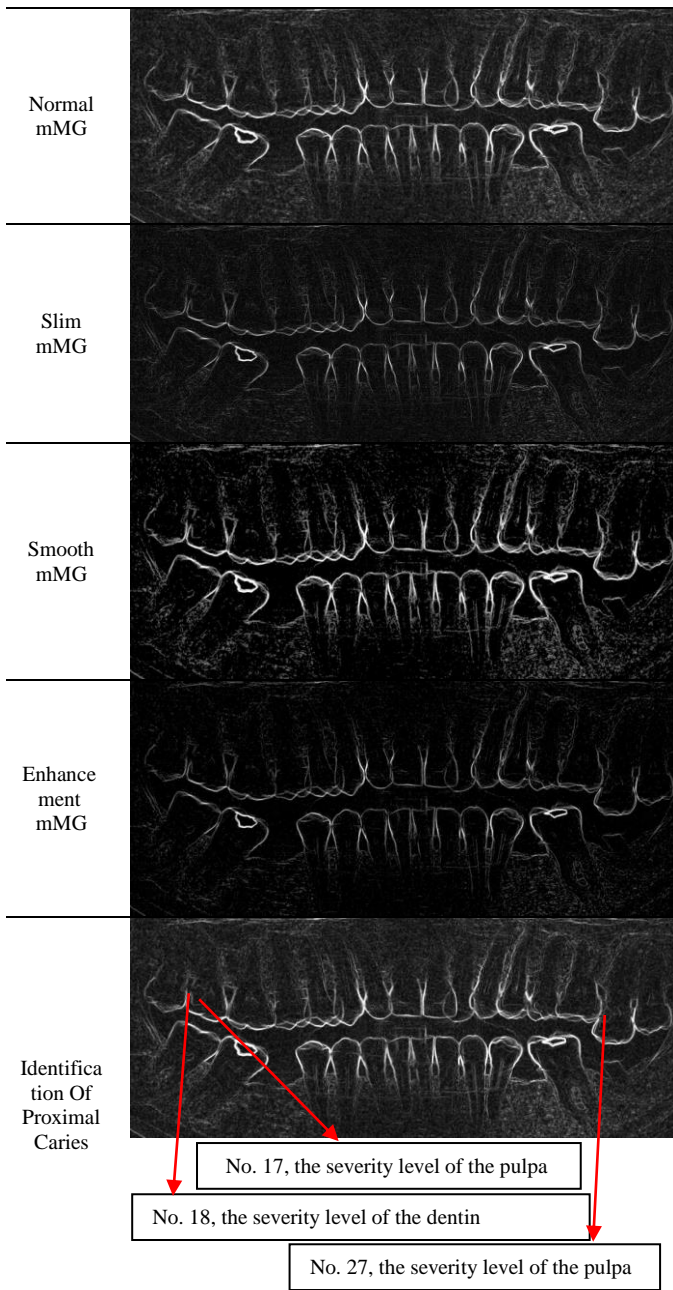 Normal
mMG
Slim
mMG
Smooth
mMG
Enhance
ment
mMG
Identifica
tion Of
Proximal
Caries
No. 17, the severity level of the pulpa
No. 18, the severity level of the dentin
No. 27, the severity level of the pulpa